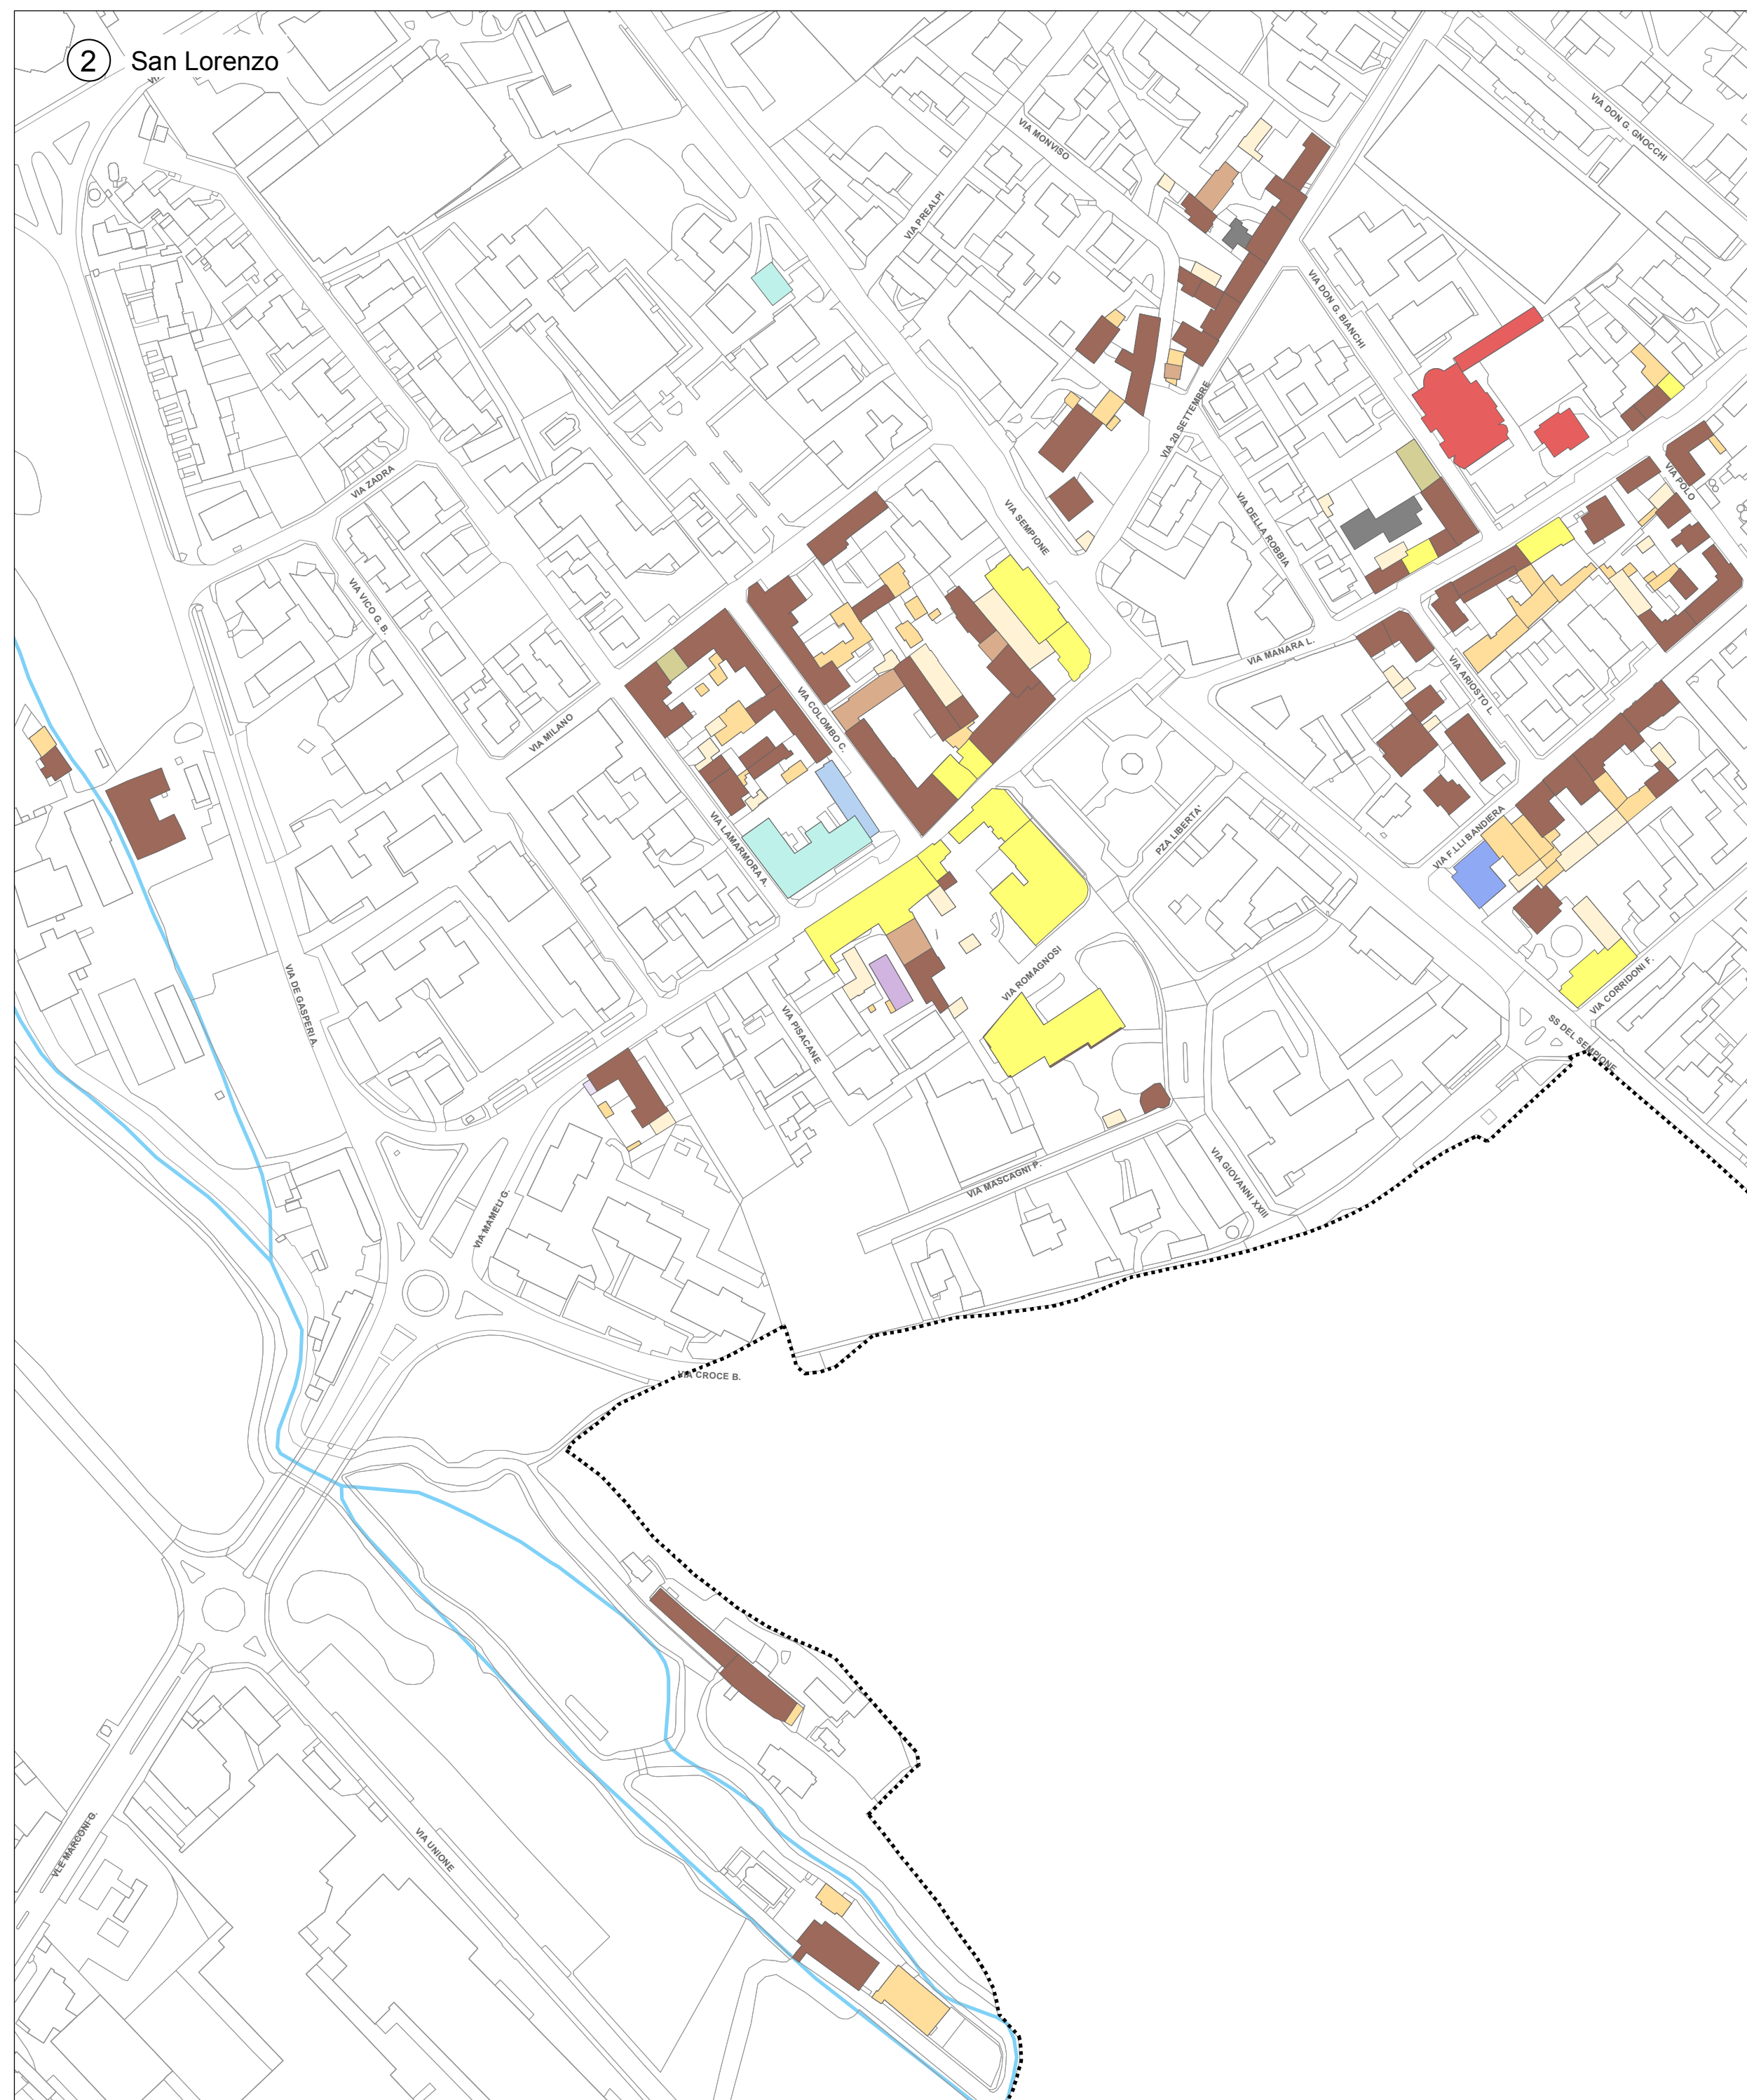 2 San Lorenzo
VIA DON G. GNOCCHI
VIA MONVISO
VIA PREALPI
VIA DON G. BIANCHI
VIA 20 SETTEMBRE
VIA ZADRA
VIA POLO
VIA SEMPIONE
VIA DELLA ROBBIA
VIA VICO G. B.
VIA MANARA L.
VIA ARIOSTO L.
VIA COLOMBO C.
VIA MILANO
VIA LAMARMORA A.
PZA LIBERTA'
VIA F.LLI BANDIERA
VIA ROMAGNOSI
VIA CORRIDONI F.
VIA DE GASPERI A.
VIA PISACANE
SS DEL SEMPIONE
VIA MASCAGNI P.
VIA GIOVANNI XXIII
VIA MAMELI G.
VIA CROCE B.
VLE MARCONI G.
VIA UNIONE